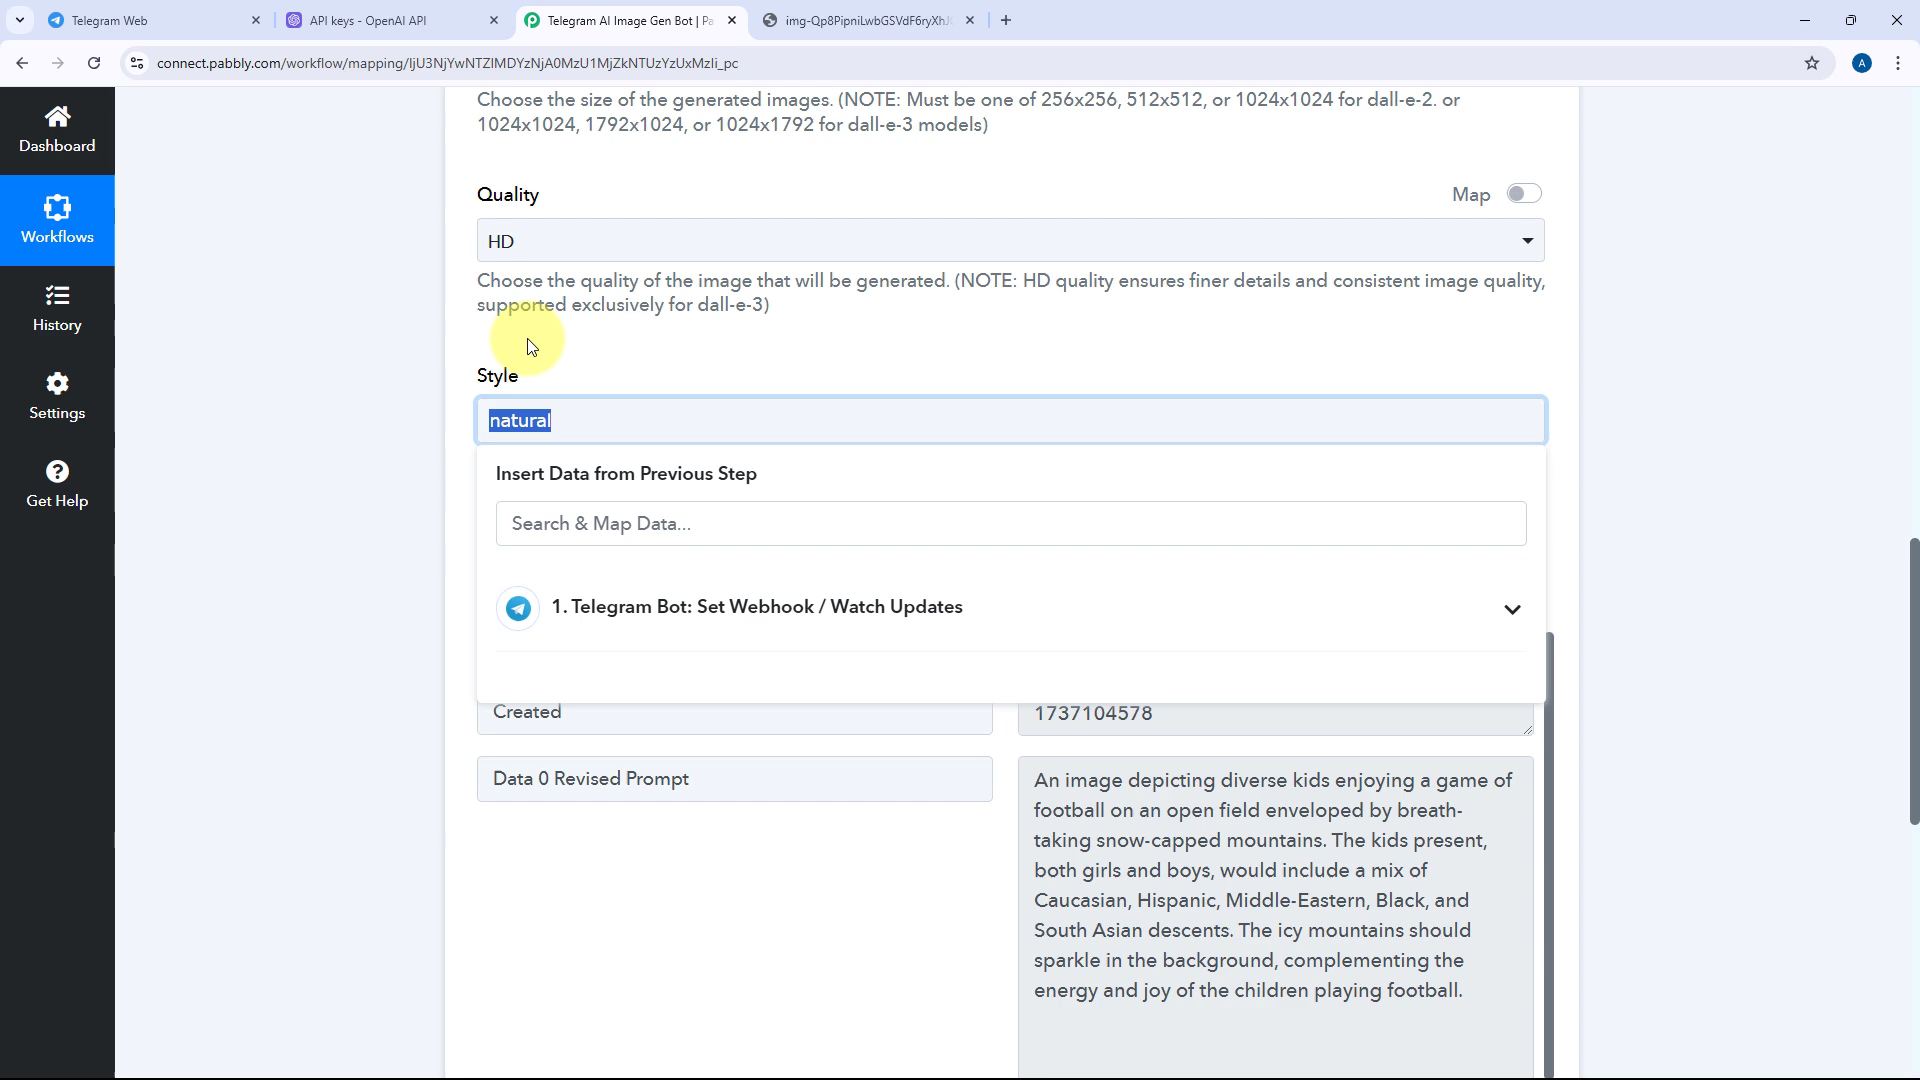 Telegram Web
API keys - OpenAI API
Telegram AI Image Gen Bot | Pa
img-Qp8PipniLwbGSVdF6ryXhJ
connect.pabbly.com/workflow/mapping/IjU3NjYwNTZlMDYzNjA0MzU1MjZkNTUzYzUxMzIi_pc
A
Dashboard
Workflows
History
Settings
Get Help
Choose the size of the generated images. (NOTE: Must be one of 256x256, 512x512, or 1024x1024 for dall-e-2. or
1024x1024, 1792x1024, or 1024x1792 for dall-e-3 models)
Quality
Map
HD
Choose the quality of the image that will be generated. (NOTE: HD quality ensures finer details and consistent image quality,
supported exclusively for dall-e-3)
Style
natural
Insert Data from Previous Step
Search & Map Data...
1. Telegram Bot: Set Webhook / Watch Updates
Created
1737104578
Data 0 Revised Prompt
An image depicting diverse kids enjoying a game of
football on an open field enveloped by breath-
taking snow-capped mountains. The kids present,
both girls and boys, would include a mix of
Caucasian, Hispanic, Middle-Eastern, Black, and
South Asian descents. The icy mountains should
sparkle in the background, complementing the
energy and joy of the children playing football.